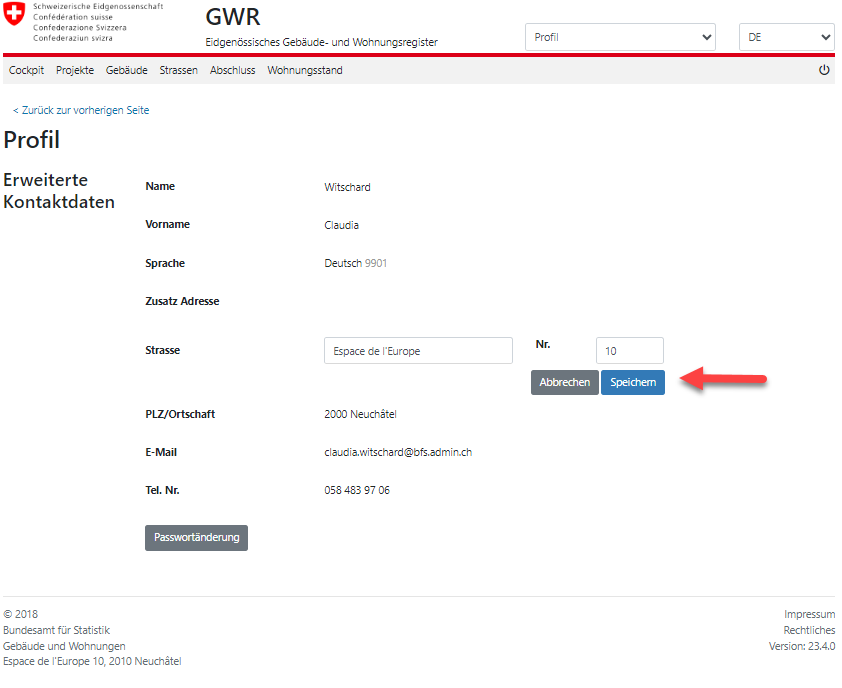 Schweizerische Eidgenossenschaft
Confédération suisse
Confederazione Svizzera
Confederaziun svizra
GWR
Eidgenössisches Gebäude- und Wohnungsregister
Profil
DE
Cockpit Projekte Gebäude Strassen Abschluss Wohnungsstand
< Zurück zur vorherigen Seite
Profil
Erweiterte
Kontaktdaten
Name Witschard
Vorname Claudia
Sprache Deutsch 9901
Zusatz Adresse
Strasse Espace de l'Europe Nr. 10
Abbrechen Speichern
PLZ/Ortschaft 2000 Neuchâtel
E-Mail claudia.witschard@bfs.admin.ch
Tel. Nr. 058 483 97 06
Passwortänderung
© 2018
Bundesamt für Statistik
Gebäude und Wohnungen
Espace de l'Europe 10, 2010 Neuchâtel
Impressum
Rechtliches
Version: 23.4.0